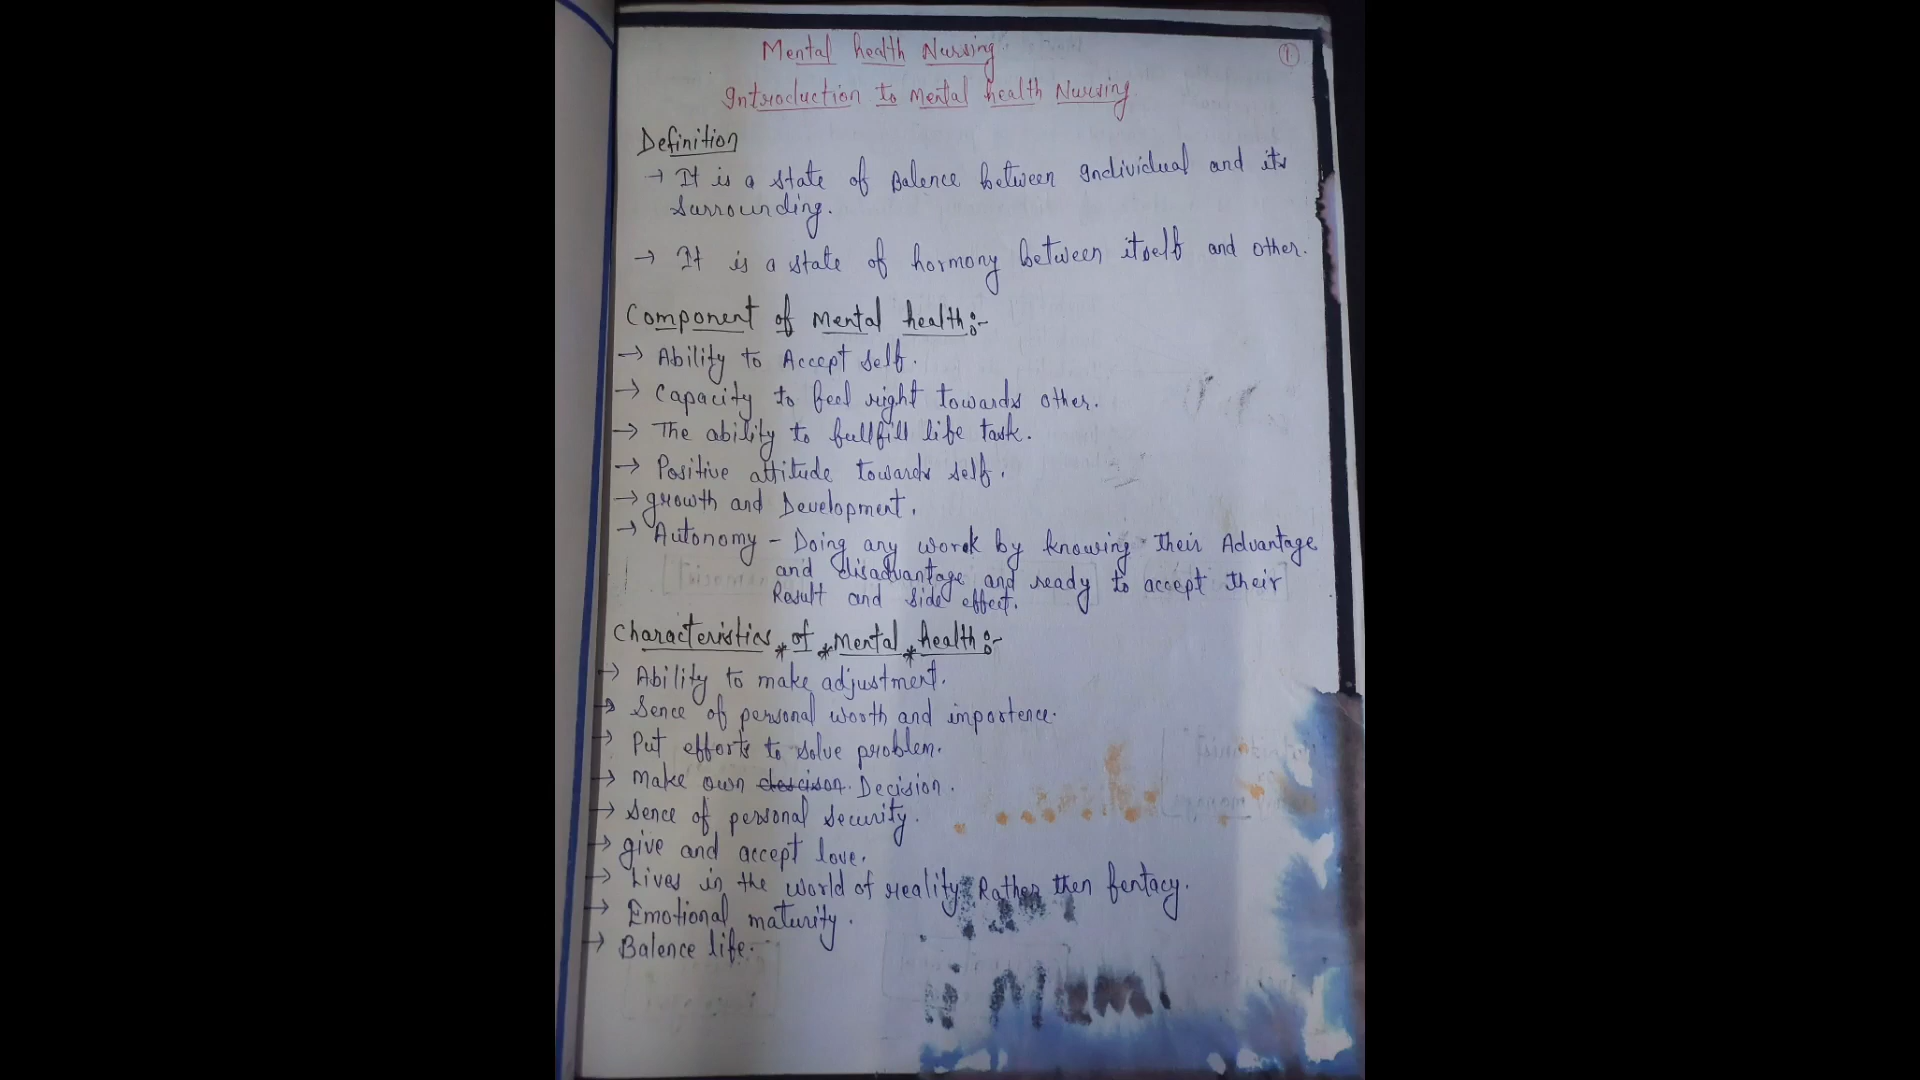 Mental health Nursing.
1
Introduction to Mental health Nursing.
Definition
→ It is a state of Balence between Individual and its
surrounding.
→ It is a state of hormony between itself and other.
Component of Mental health:-
→ Ability to Accept self.
→ Capacity to feel right towards other.
→ The ability to fullfill life task.
→ Positive attitude towards self.
→ growth and Development.
→ Autonomy - Doing any work by knowing their Advantage
and disadvantage and ready to accept their
Result and side effect.
Characteristics * of * Mental * health:-
→ Ability to make adjustment.
→ Sence of personal worth and importence.
→ Put efforts to solve problem.
→ Make own descison. Decision.
→ Sence of personal security.
→ give and accept love.
→ Lives in the world of reality Rather then fentacy.
→ Emotional maturity.
→ Balence life.